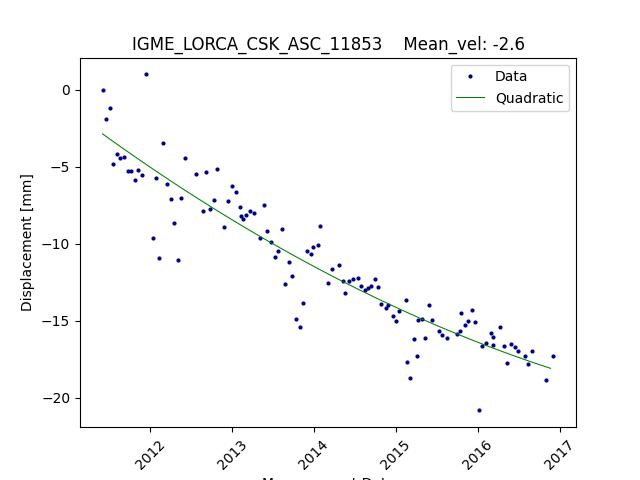 IGME_LORCA_CSK_ASC_11853    Mean_vel: -2.6
Data
Quadratic
Displacement [mm]
0
−5
−10
−15
−20
2012
2013
2014
2015
2016
2017